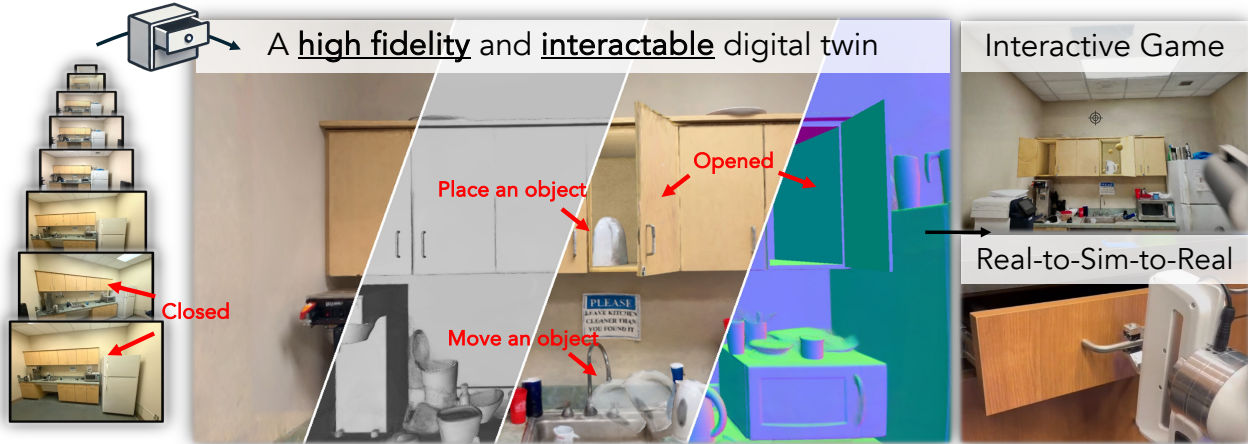 A high fidelity and interactable digital twin
Interactive Game
Place an object
Opened
Closed
PLEASE
LEAVE KITCHEN
CLEANER THAN
YOU FOUND IT
Move an object
Real-to-Sim-to-Real